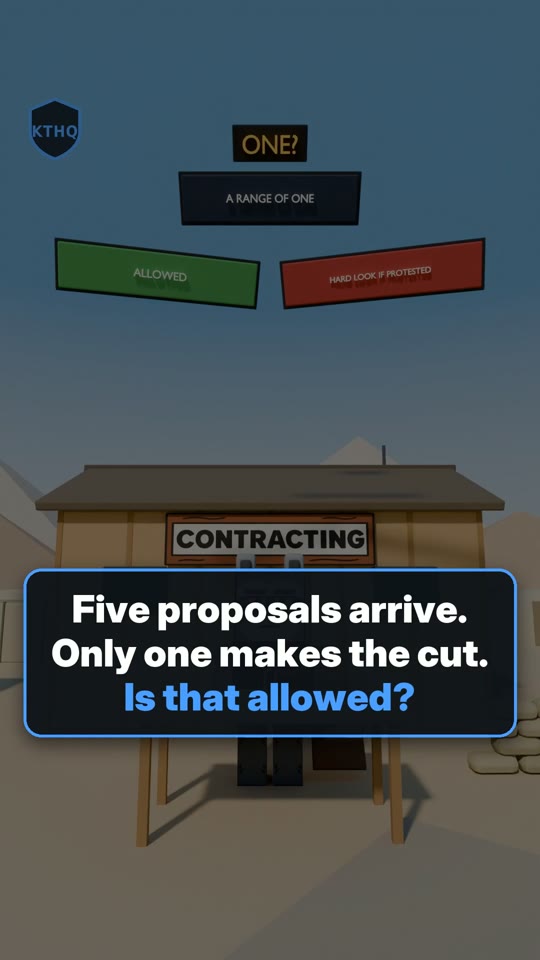 KTHQ
ONE?
A RANGE OF ONE
ALLOWED
HARD LOOK IF PROTESTED
CONTRACTING
Five proposals arrive.
Only one makes the cut.
Is that allowed?